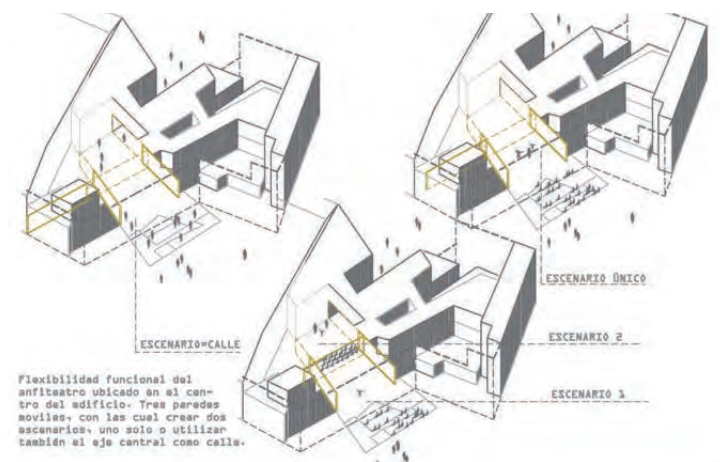 ESCENARIO ÚNICO
ESCENARIO=CALLE
ESCENARIO 2
ESCENARIO 1
Flexibilidad funcional del
anfiteatro ubicado en el cen-
tro del edificio. Tres paredes
moviles, con las cual crear dos
escenarios, uno solo o utilizar
también el eje central como calle.